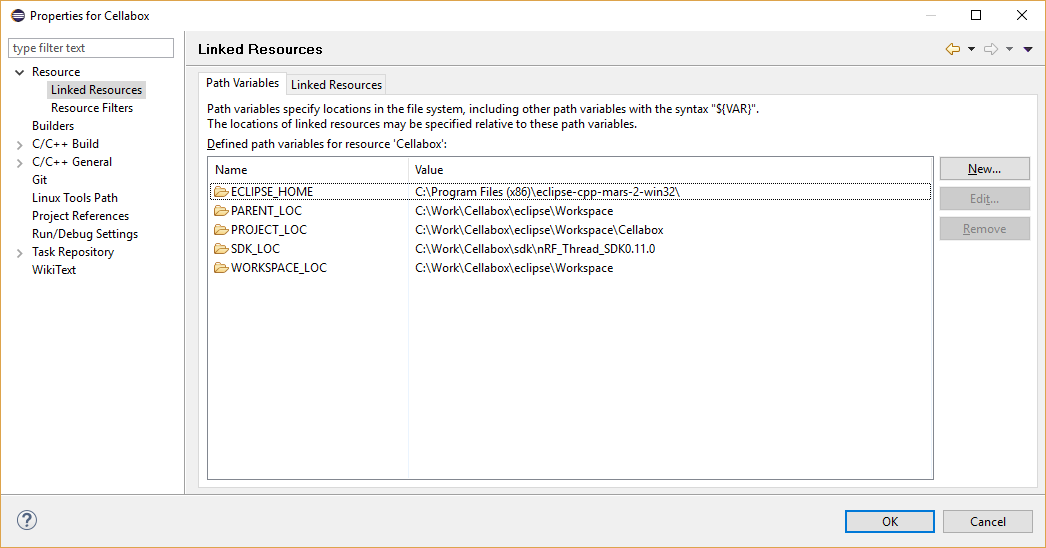 Properties for Cellabox
type filter text
Resource
Linked Resources
Resource Filters
Builders
C/C++ Build
C/C++ General
Git
Linux Tools Path
Project References
Run/Debug Settings
Task Repository
WikiText
Linked Resources
Path Variables Linked Resources
Path variables specify locations in the file system, including other path variables with the syntax "${VAR}".
The locations of linked resources may be specified relative to these path variables.
Defined path variables for resource 'Cellabox':
Name Value
ECLIPSE_HOME C:\Program Files (x86)\eclipse-cpp-mars-2-win32\
PARENT_LOC C:\Work\Cellabox\eclipse\Workspace
PROJECT_LOC C:\Work\Cellabox\eclipse\Workspace\Cellabox
SDK_LOC C:\Work\Cellabox\sdk\nRF_Thread_SDK0.11.0
WORKSPACE_LOC C:\Work\Cellabox\eclipse\Workspace
New...
Edit...
Remove
?
OK Cancel